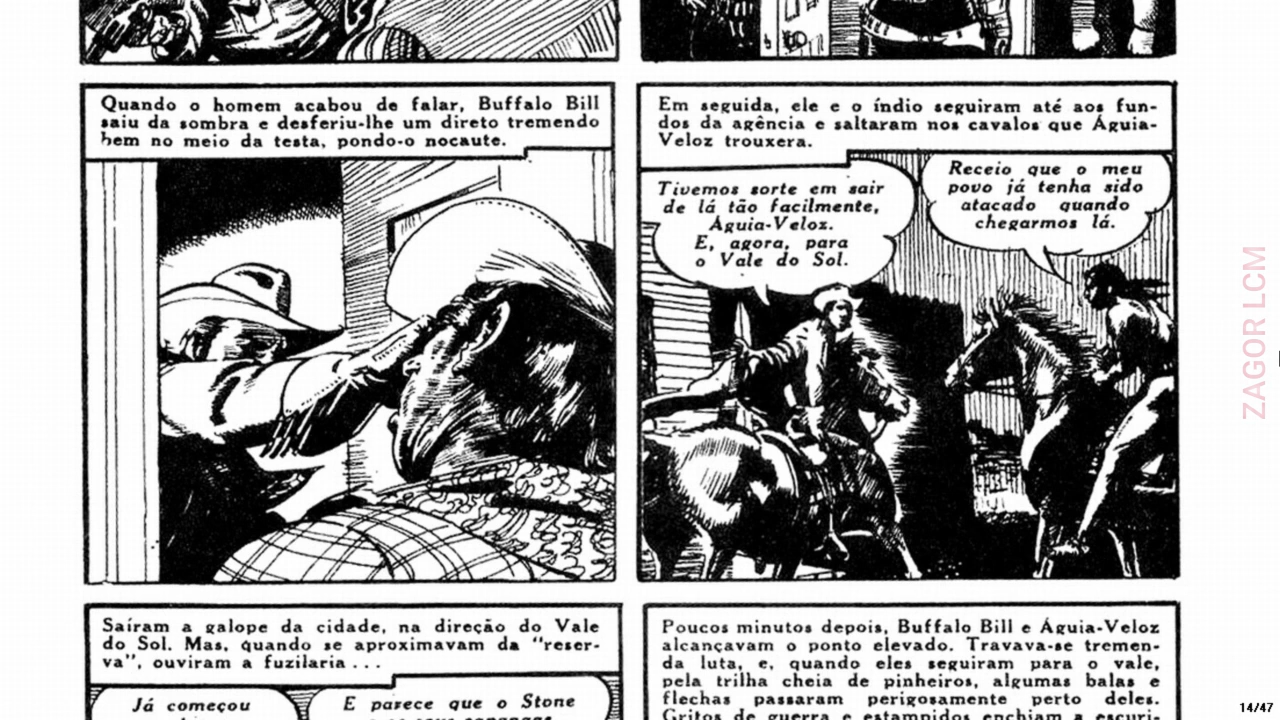 Quando o homem acabou de falar, Buffalo Bill
saiu da sombra e desferiu-lhe um direto tremendo
bem no meio da testa, pondo-o nocaute.
Em seguida, ele e o índio seguiram até aos fun-
dos da agência e saltaram nos cavalos que Águia-
Veloz trouxera.
Tivemos sorte em sair
de lá tão facilmente,
Águia-Veloz.
E, agora, para
o Vale do Sol.
Receio que o meu
povo já tenha sido
atacado quando
chegarmos lá.
Saíram a galope da cidade, na direção do Vale
do Sol. Mas, quando se aproximavam da “reser-
va”, ouviram a fuzilaria...
Já começou
E parece que o Stone
Poucos minutos depois, Buffalo Bill e Águia-Veloz
alcançavam o ponto elevado. Travava-se tremen-
da luta, e, quando eles seguiram para o vale,
pela trilha cheia de pinheiros, algumas balas e
flechas passaram perigosamente perto deles.
Gritos de guerra e estampidos enchiam a escuri-
ZAGOR LCM
14/47